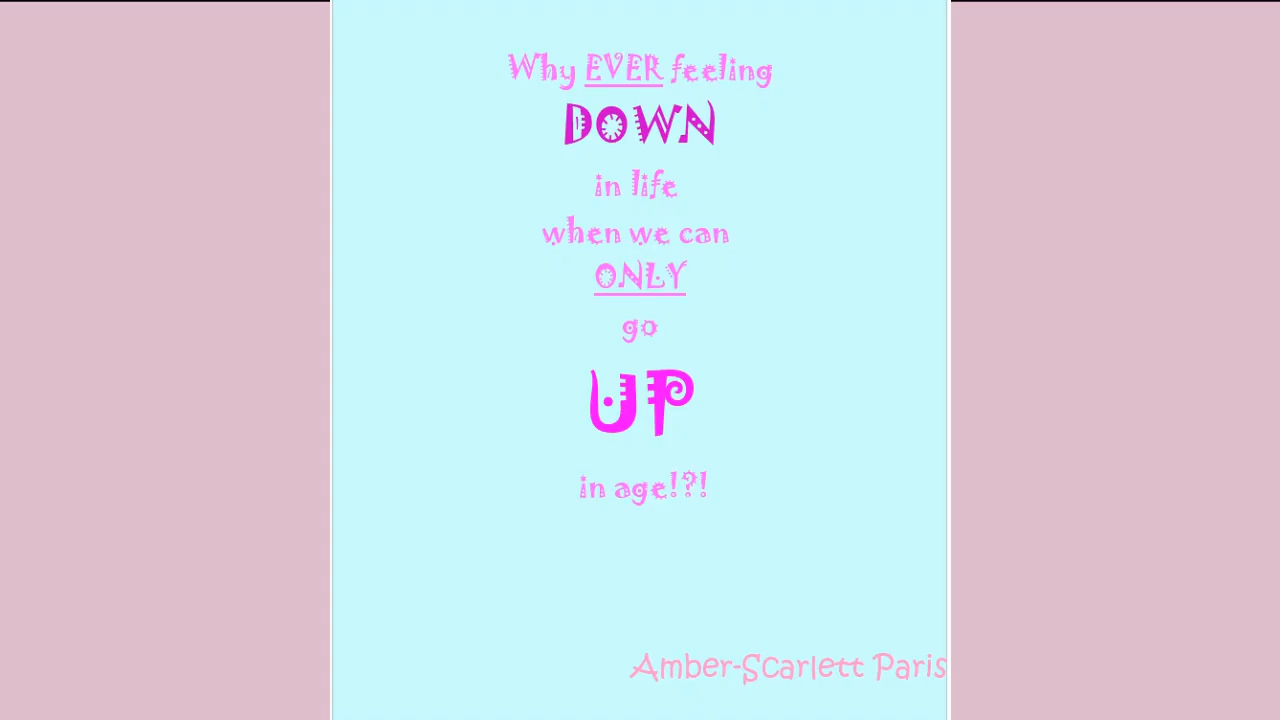 Why EVER feeling
DOWN
in life
when we can
ONLY
go
UP
in age!?!
Amber-Scarlett Paris